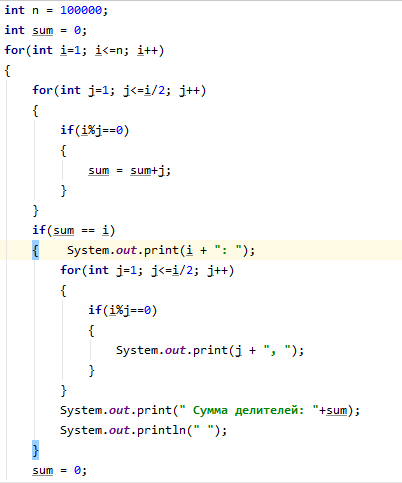 int n = 100000;
int sum = 0;
for(int i=1; i<=n; i++)
{
    for(int j=1; j<=i/2; j++)
    {
        if(i%j==0)
        {
            sum = sum+j;
        }
    }
    if(sum == i)
    {    System.out.print(i + ": ");
        for(int j=1; j<=i/2; j++)
        {
            if(i%j==0)
            {
                System.out.print(j + ", ");
            }
        }
        System.out.print(" Сумма делителей: "+sum);
        System.out.println(" ");
    }
    sum = 0;